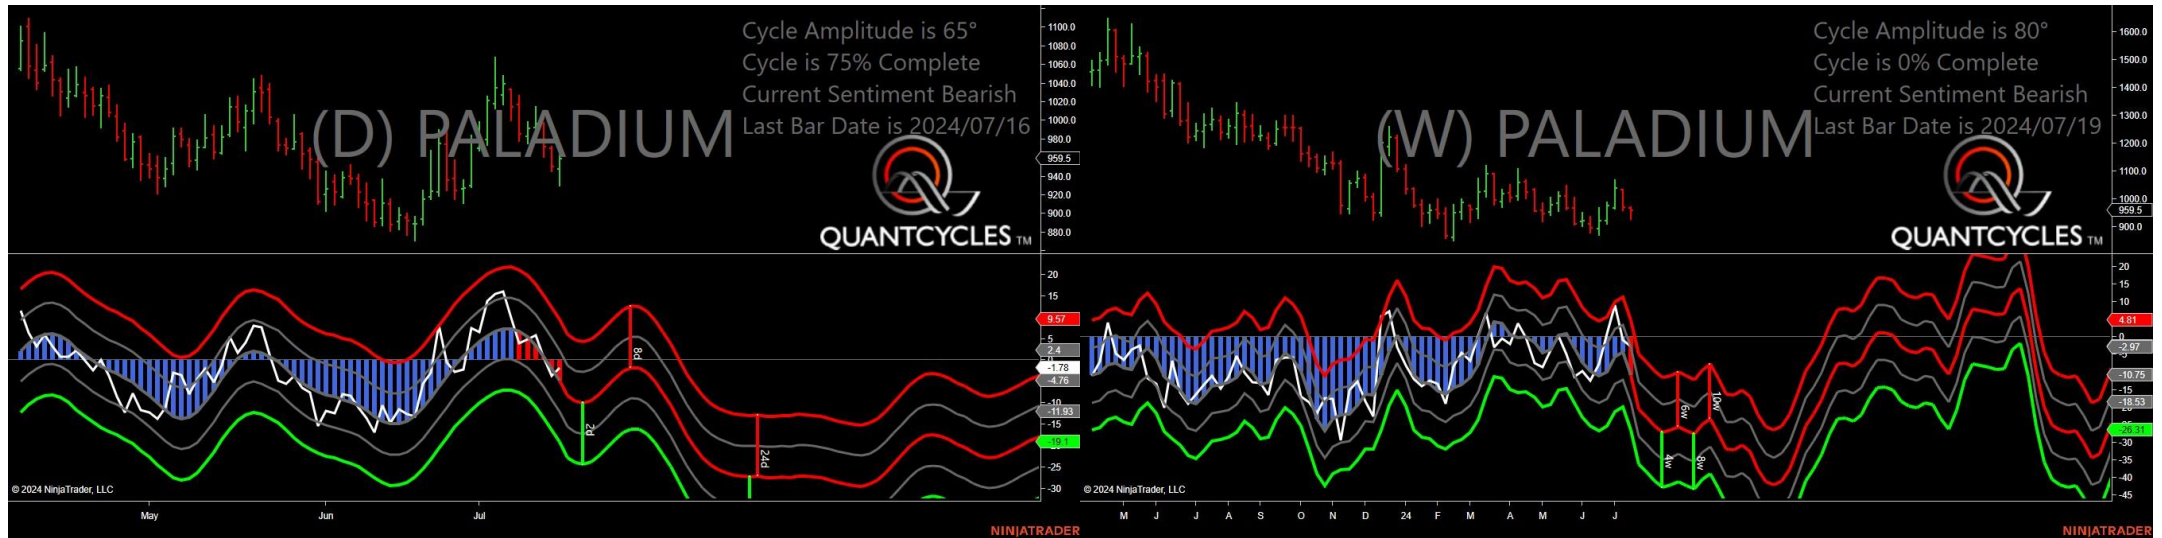 Cycle Amplitude is 65°
Cycle is 75% Complete
Current Sentiment Bearish
Last Bar Date is 2024/07/16
(D) PALADIUM
QUANTCYCLES TM
1100.0
1080.0
1060.0
1040.0
1020.0
1000.0
980.0
959.5
940.0
920.0
900.0
880.0
20
15
9.57
5
2.4
0
-1.78
-4.76
-10
-11.93
-15
-19.1
-25
-30
8d
2d
24d
© 2024 NinjaTrader, LLC
May
Jun
Jul
NINJATRADER
Cycle Amplitude is 80°
Cycle is 0% Complete
Current Sentiment Bearish
Last Bar Date is 2024/07/19
(W) PALADIUM
QUANTCYCLES TM
1600.0
1500.0
1400.0
1300.0
1200.0
1100.0
1000.0
959.5
900.0
20
15
10
4.81
0
-2.97
-10.75
-15
-18.53
-26.31
-30
-35
-40
-45
6w
10w
4w
8w
© 2024 NinjaTrader, LLC
M
J
J
A
S
O
N
D
24
F
M
A
M
J
J
NINJATRADER